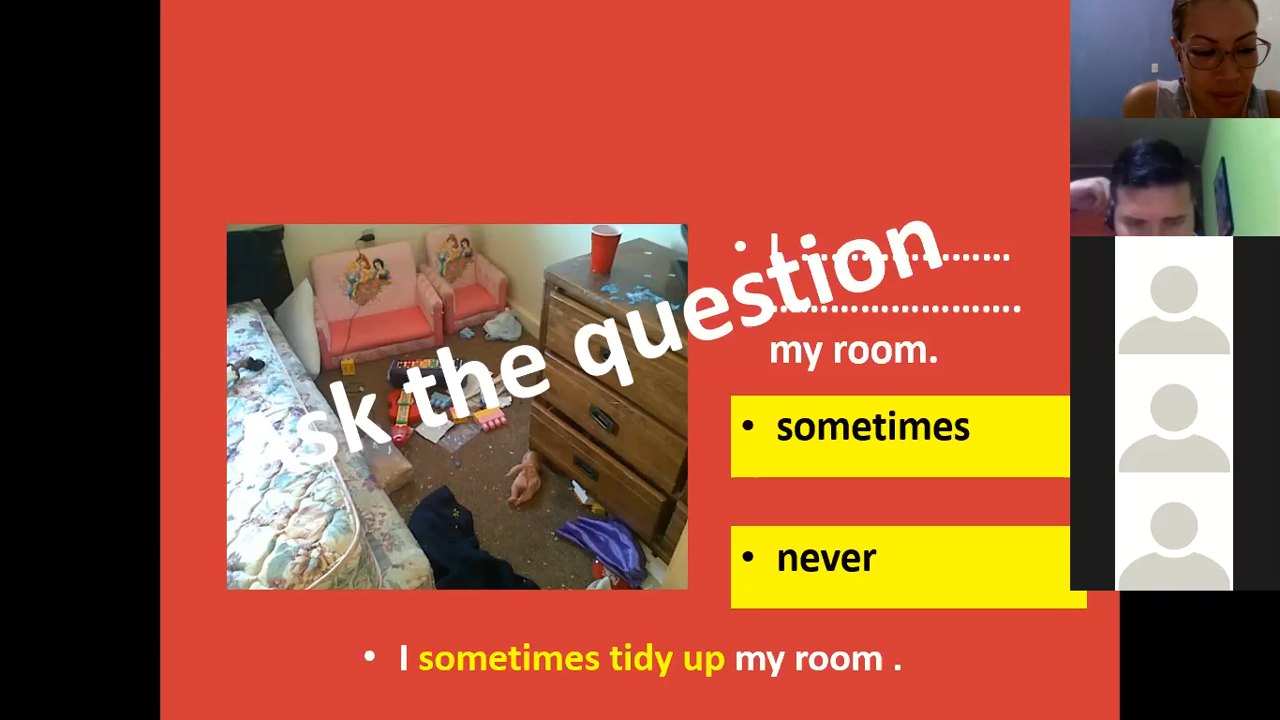 Ask the question
• I ......................
.......................... my room.
• sometimes
• never
• I sometimes tidy up my room .